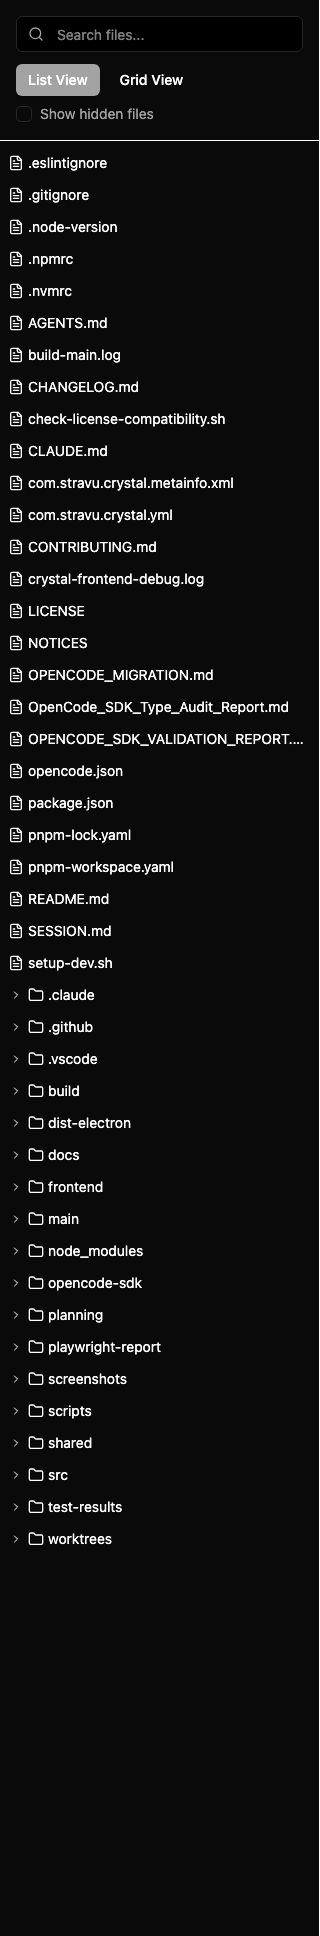 Search files...
List View Grid View
Show hidden files
.eslintignore
.gitignore
.node-version
.npmrc
.nvmrc
AGENTS.md
build-main.log
CHANGELOG.md
check-license-compatibility.sh
CLAUDE.md
com.stravu.crystal.metainfo.xml
com.stravu.crystal.yml
CONTRIBUTING.md
crystal-frontend-debug.log
LICENSE
NOTICES
OPENCODE_MIGRATION.md
OpenCode_SDK_Type_Audit_Report.md
OPENCODE_SDK_VALIDATION_REPORT....
opencode.json
package.json
pnpm-lock.yaml
pnpm-workspace.yaml
README.md
SESSION.md
setup-dev.sh
.claude
.github
.vscode
build
dist-electron
docs
frontend
main
node_modules
opencode-sdk
planning
playwright-report
screenshots
scripts
shared
src
test-results
worktrees